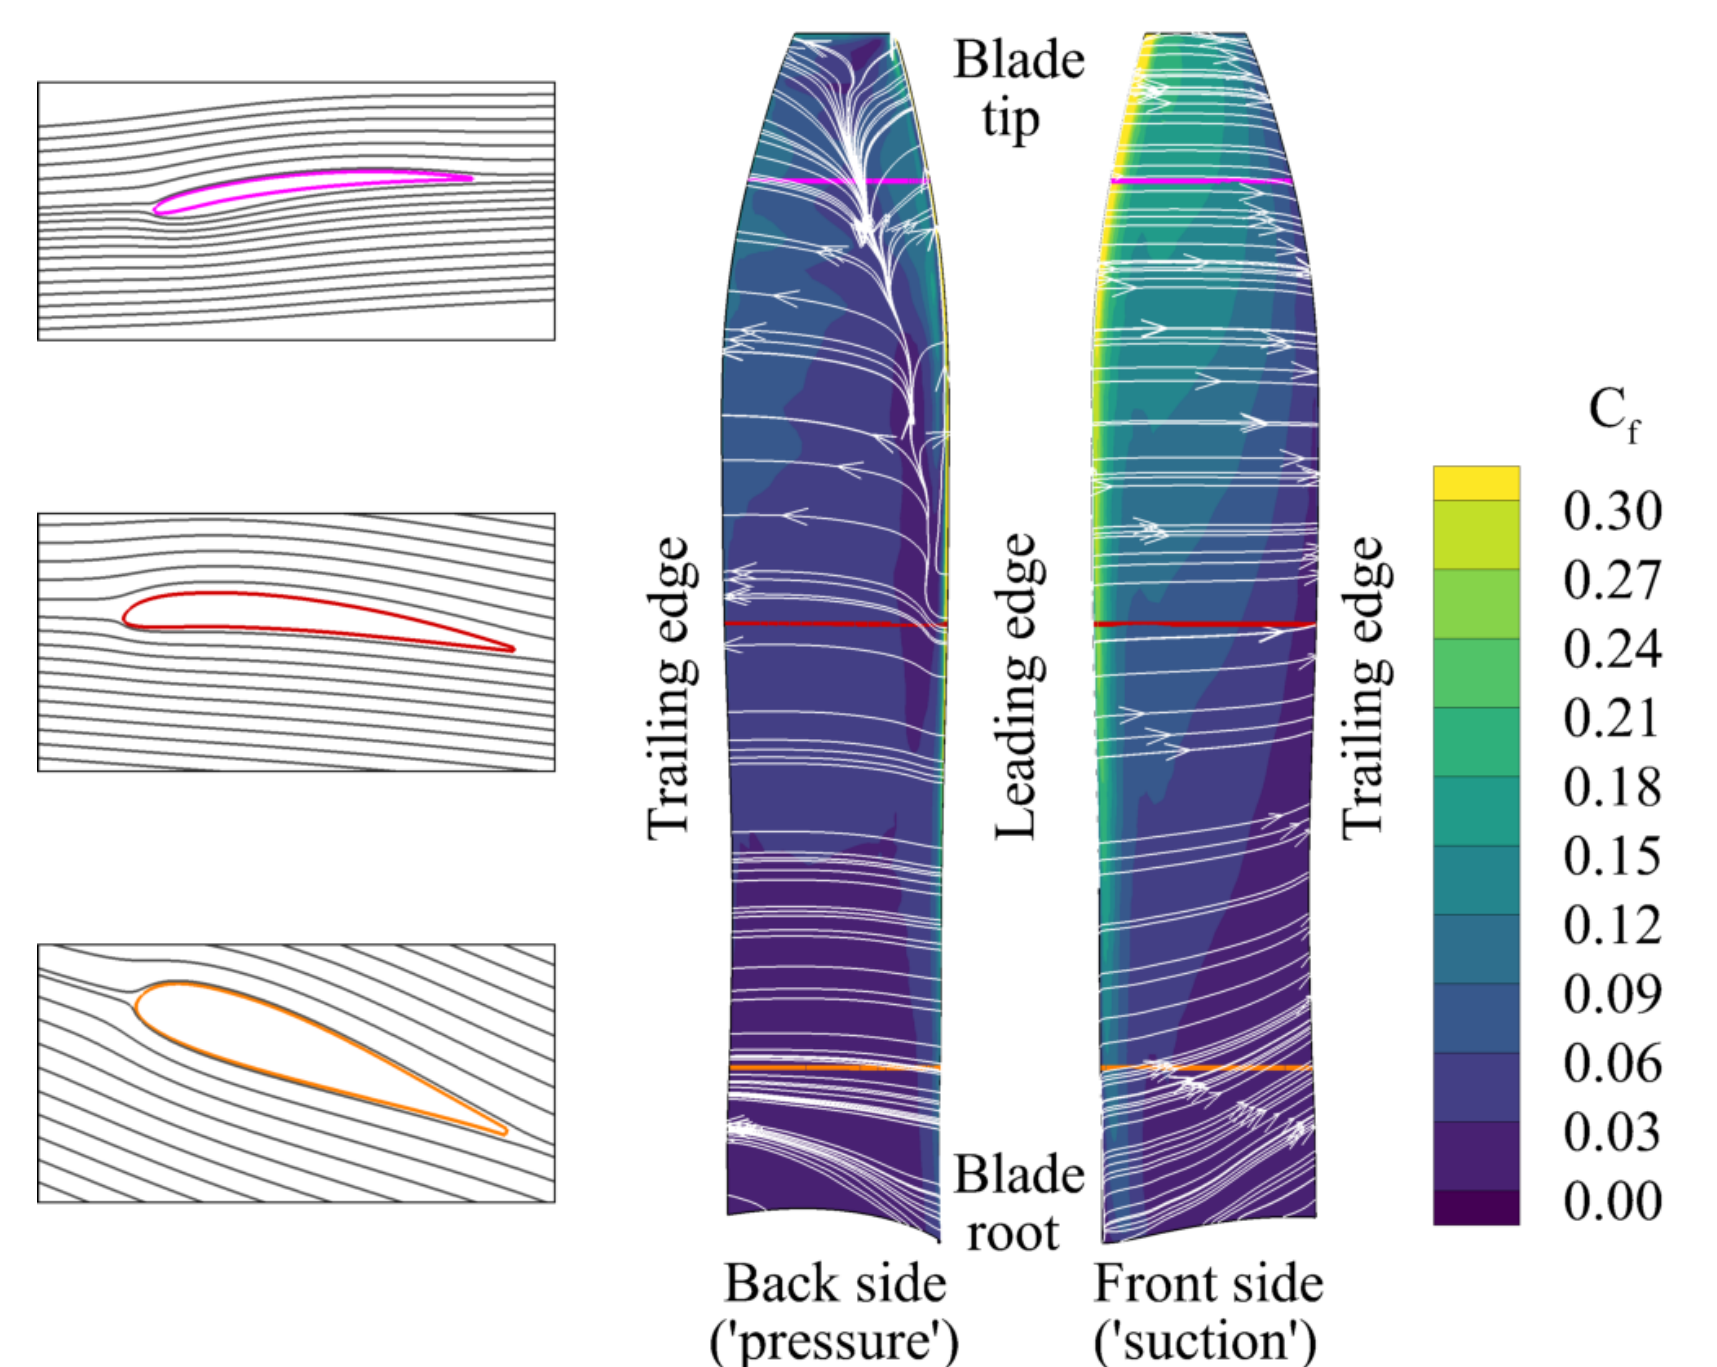 Blade
tip
Trailing edge
Leading edge
Trailing edge
C_f
0.30
0.27
0.24
0.21
0.18
0.15
0.12
0.09
0.06
0.03
0.00
Blade
root
Back side
('pressure')
Front side
('suction')